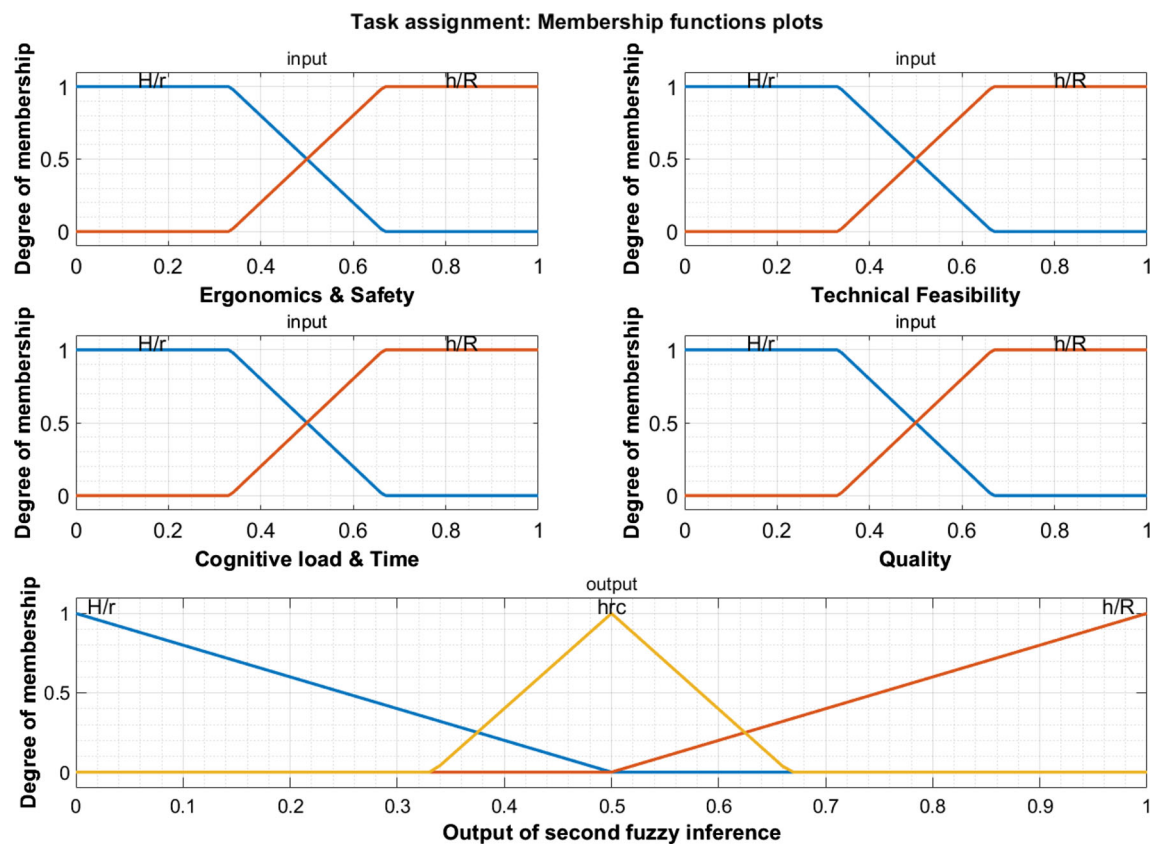 Task assignment: Membership functions plots
input
Degree of membership
H/r
h/R
1
0.5
0
0 0.2 0.4 0.6 0.8 1
Ergonomics & Safety
input
Degree of membership
H/r
h/R
1
0.5
0
0 0.2 0.4 0.6 0.8 1
Technical Feasibility
input
Degree of membership
H/r
h/R
1
0.5
0
0 0.2 0.4 0.6 0.8 1
Cognitive load & Time
input
Degree of membership
H/r
h/R
1
0.5
0
0 0.2 0.4 0.6 0.8 1
Quality
output
Degree of membership
H/r
hrc
h/R
1
0.5
0
0 0.1 0.2 0.3 0.4 0.5 0.6 0.7 0.8 0.9 1
Output of second fuzzy inference